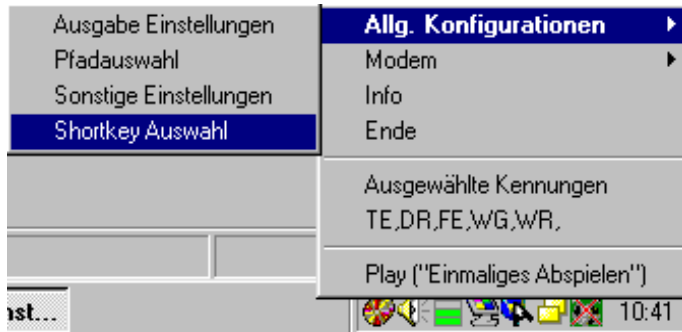 Ausgabe Einstellungen
Pfadauswahl
Sonstige Einstellungen
Shortkey Auswahl
Allg. Konfigurationen
Modem
Info
Ende
Ausgewählte Kennungen
TE,DR,FE,WG,WR,
Play ("Einmaliges Abspielen")
nst...
10:41